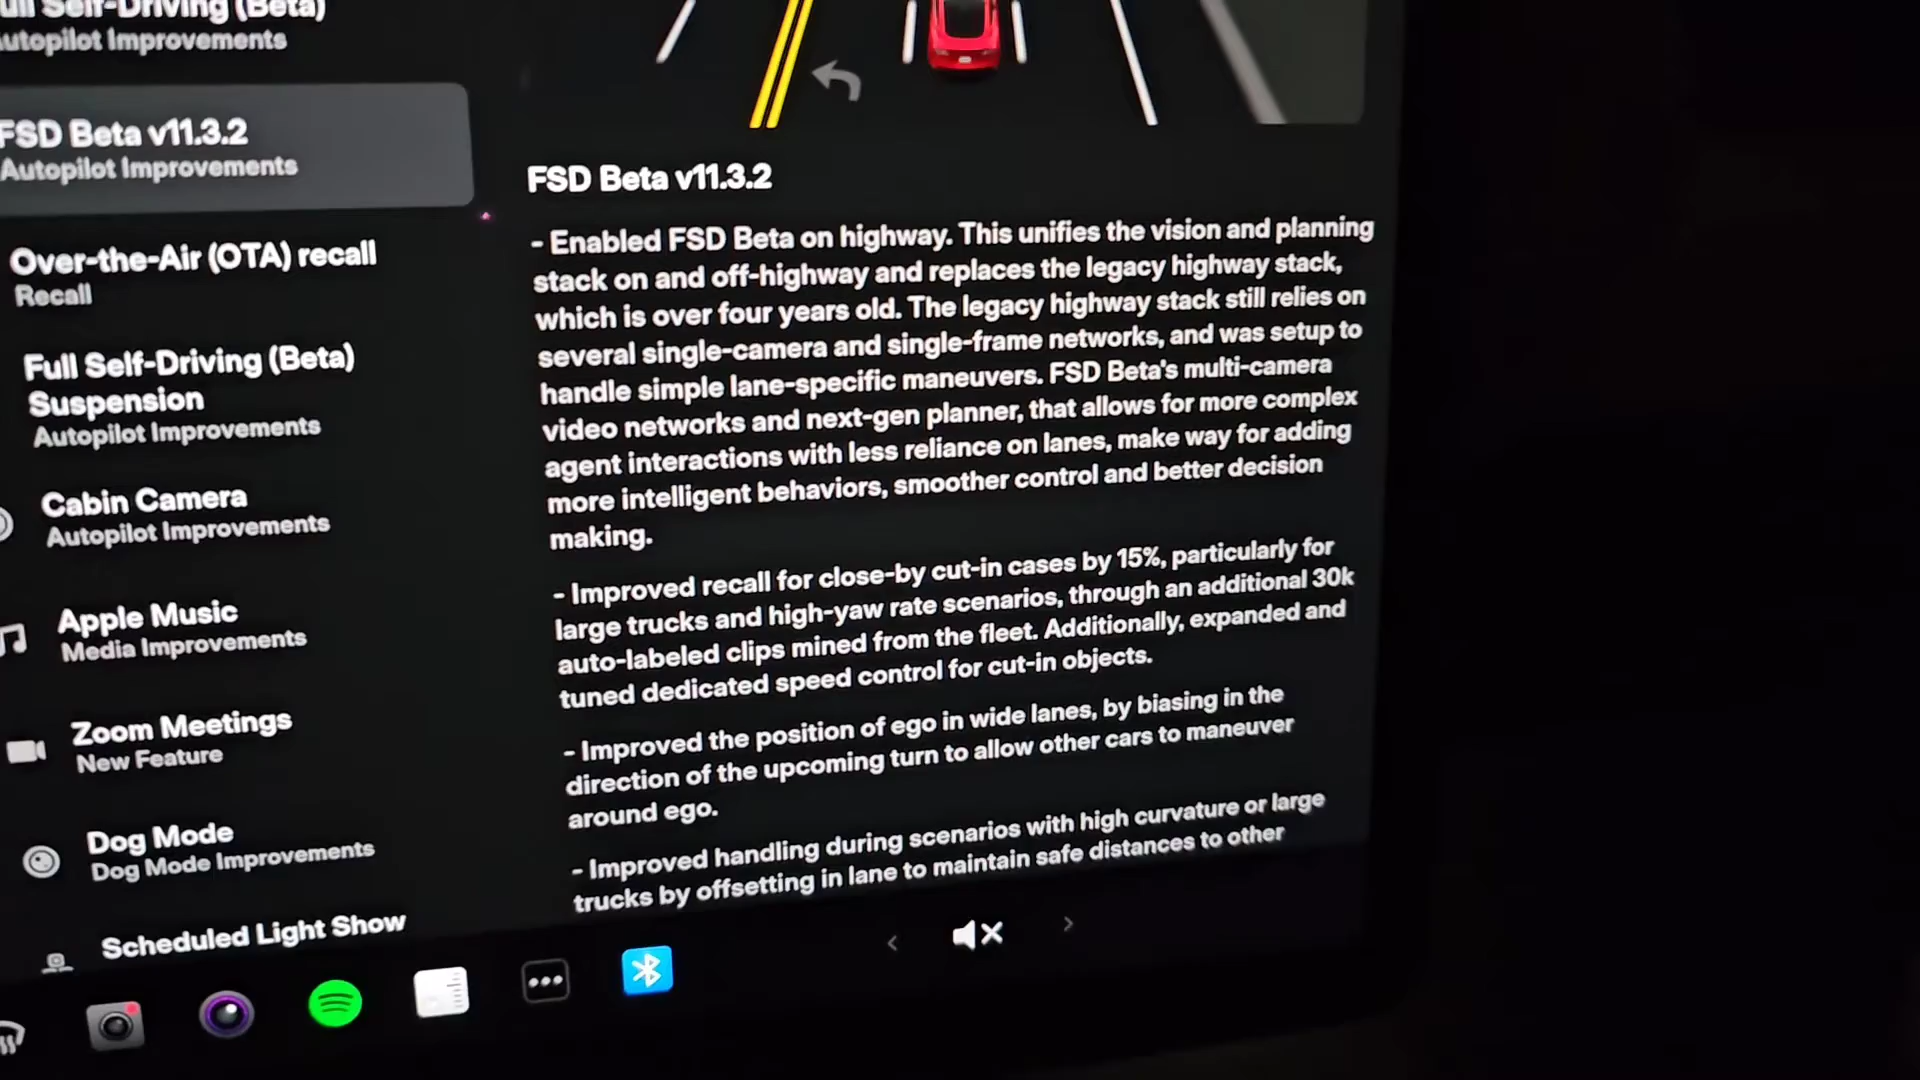 Full Self-Driving (Beta)
Autopilot Improvements
FSD Beta v11.3.2
Autopilot Improvements
Over-the-Air (OTA) recall
Recall
Full Self-Driving (Beta)
Suspension
Autopilot Improvements
Cabin Camera
Autopilot Improvements
Apple Music
Media Improvements
Zoom Meetings
New Feature
Dog Mode
Dog Mode Improvements
Scheduled Light Show
FSD Beta v11.3.2
- Enabled FSD Beta on highway. This unifies the vision and planning
stack on and off-highway and replaces the legacy highway stack,
which is over four years old. The legacy highway stack still relies on
several single-camera and single-frame networks, and was setup to
handle simple lane-specific maneuvers. FSD Beta's multi-camera
video networks and next-gen planner, that allows for more complex
agent interactions with less reliance on lanes, make way for adding
more intelligent behaviors, smoother control and better decision
making.
- Improved recall for close-by cut-in cases by 15%, particularly for
large trucks and high-yaw rate scenarios, through an additional 30k
auto-labeled clips mined from the fleet. Additionally, expanded and
tuned dedicated speed control for cut-in objects.
- Improved the position of ego in wide lanes, by biasing in the
direction of the upcoming turn to allow other cars to maneuver
around ego.
- Improved handling during scenarios with high curvature or large
trucks by offsetting in lane to maintain safe distances to other